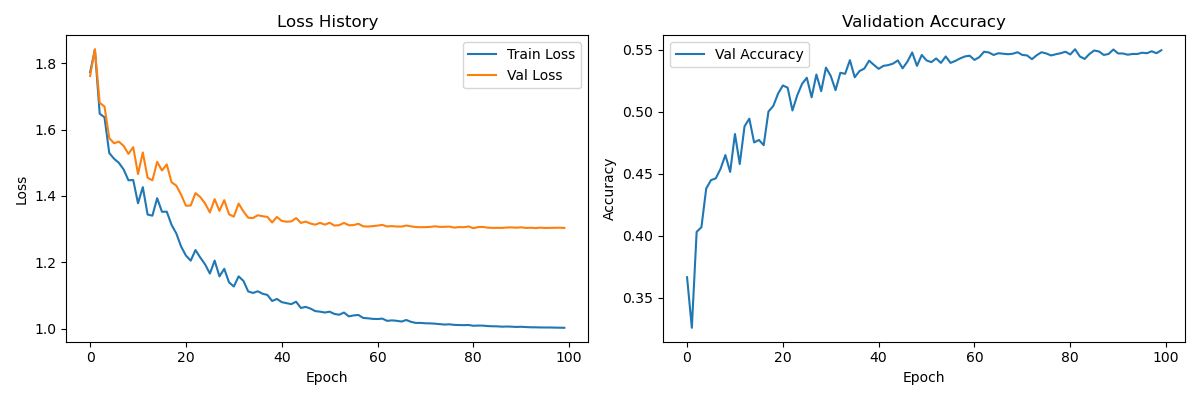 Loss History
Train Loss
Val Loss
1.8
1.6
1.4
1.2
1.0
Loss
0 20 40 60 80 100
Epoch
Validation Accuracy
Val Accuracy
0.55
0.50
0.45
0.40
0.35
Accuracy
0 20 40 60 80 100
Epoch